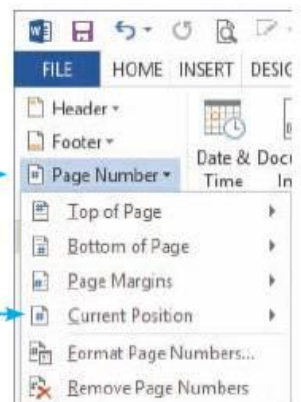 FILE HOME INSERT DESIG
Header
Footer
Page Number
Date & Docu
Time In
Top of Page
Bottom of Page
Page Margins
Current Position
Format Page Numbers...
Remove Page Numbers